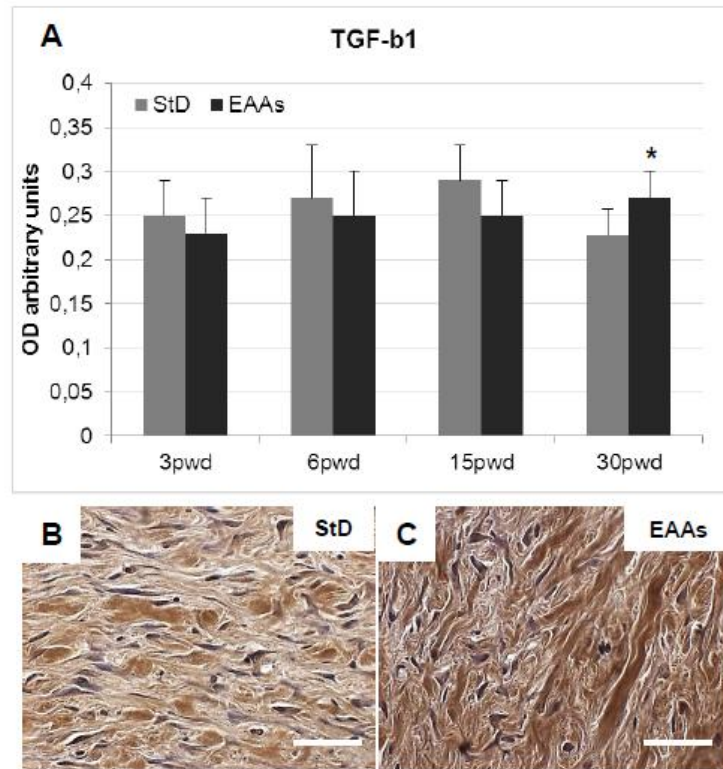 A
TGF-b1
StD EAAs
OD arbitrary units
0,4
0,35
0,3
0,25
0,2
0,15
0,1
0,05
0
*
3pwd 6pwd 15pwd 30pwd
B StD C EAAs